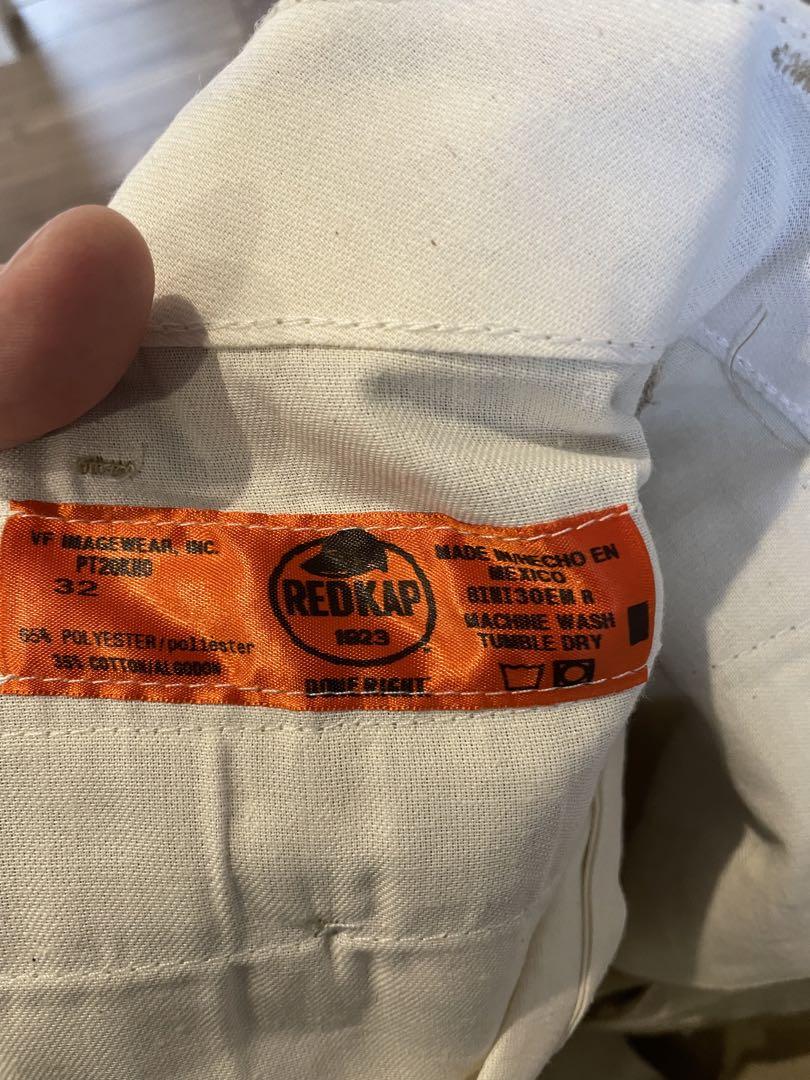 VF IMAGEWEAR, INC.
PT20KH0
32
65% POLYESTER/poliester
35% COTTON/ALGODON
REDKAP
1923
DONE RIGHT
MADE IN/HECHO EN
MEXICO
MACHINE WASH
TUMBLE DRY